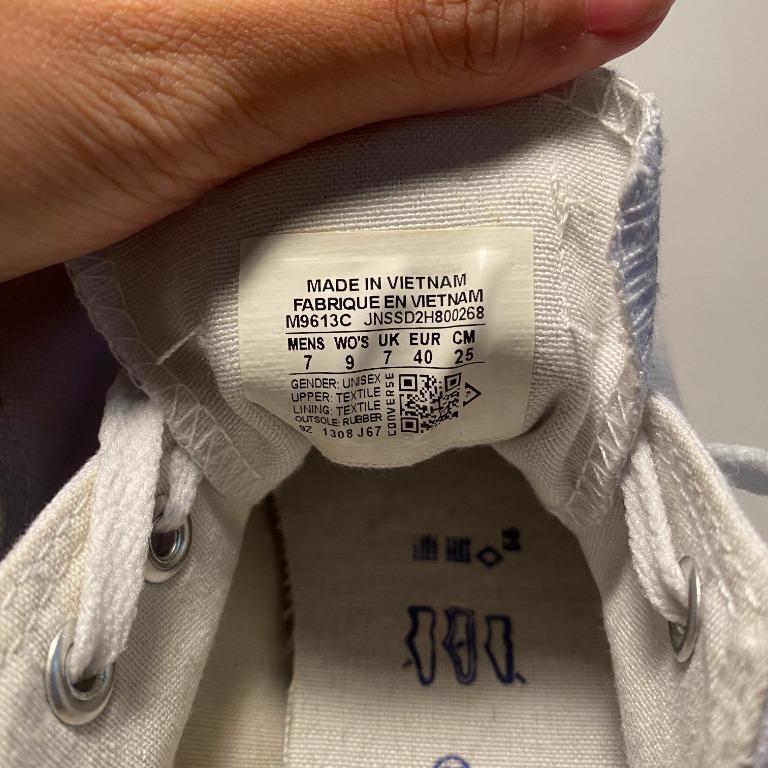 MADE IN VIETNAM
FABRIQUE EN VIETNAM
M9613C JNSSD2H800268
MENS WO'S UK EUR CM
7 9 7 40 25
GENDER: UNISEX
UPPER: TEXTILE
LINING: TEXTILE
OUTSOLE: RUBBER
9Z 1308 J67
CONVERSE